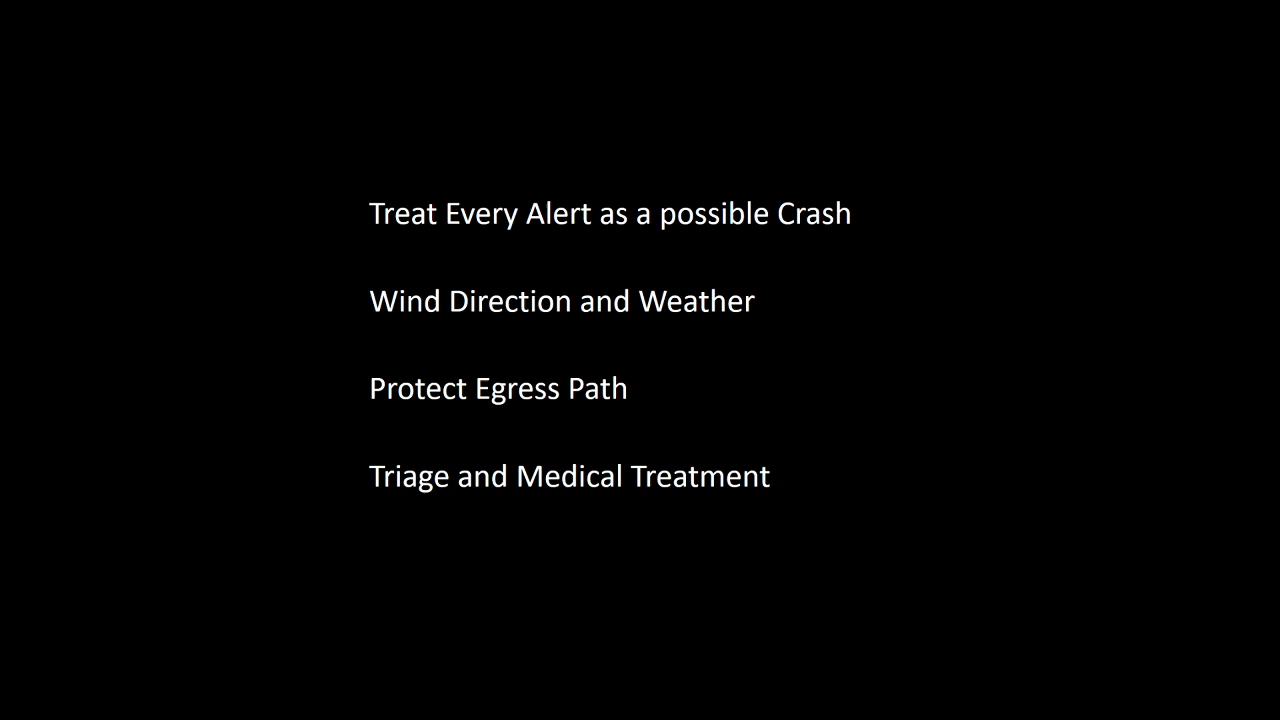 Treat Every Alert as a possible Crash
Wind Direction and Weather
Protect Egress Path
Triage and Medical Treatment